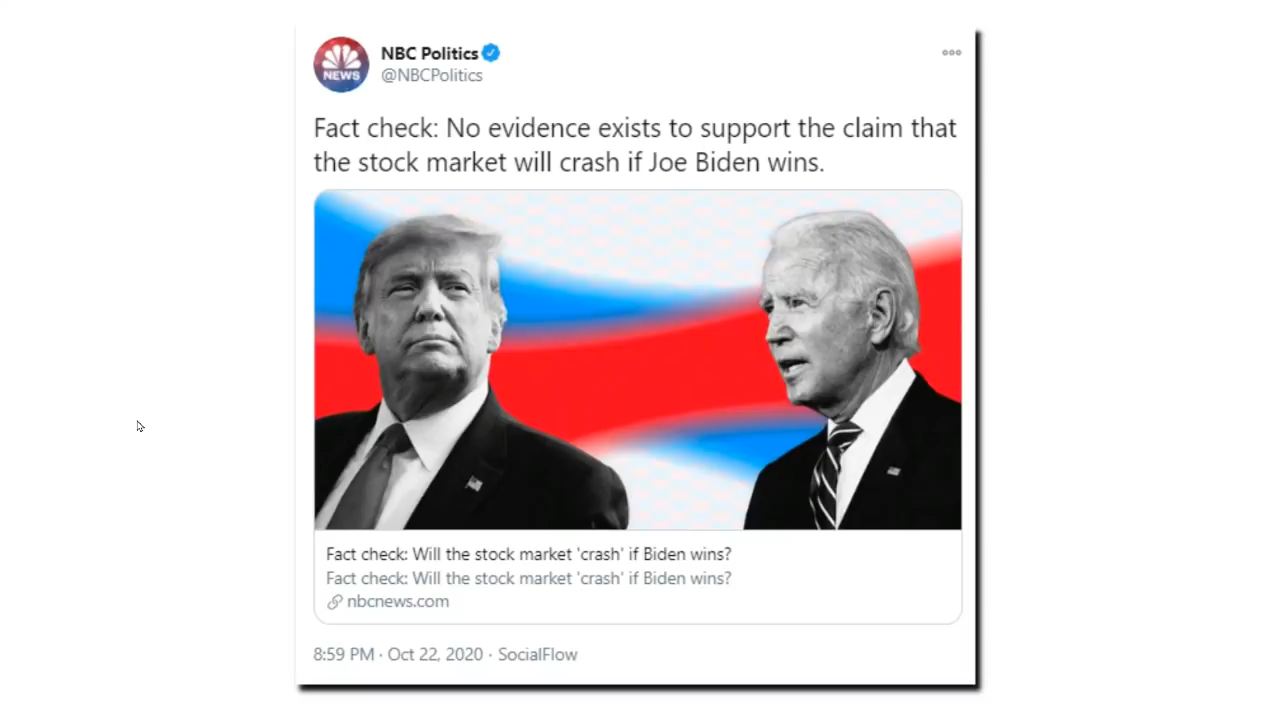 NBC Politics
NEWS
@NBCPolitics
Fact check: No evidence exists to support the claim that
the stock market will crash if Joe Biden wins.
Fact check: Will the stock market 'crash' if Biden wins?
Fact check: Will the stock market 'crash' if Biden wins?
nbcnews.com
8:59 PM · Oct 22, 2020 · SocialFlow